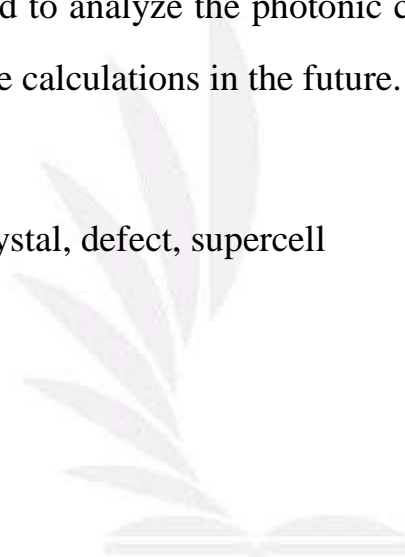 d to analyze the photonic c
e calculations in the future.
ystal, defect, supercell